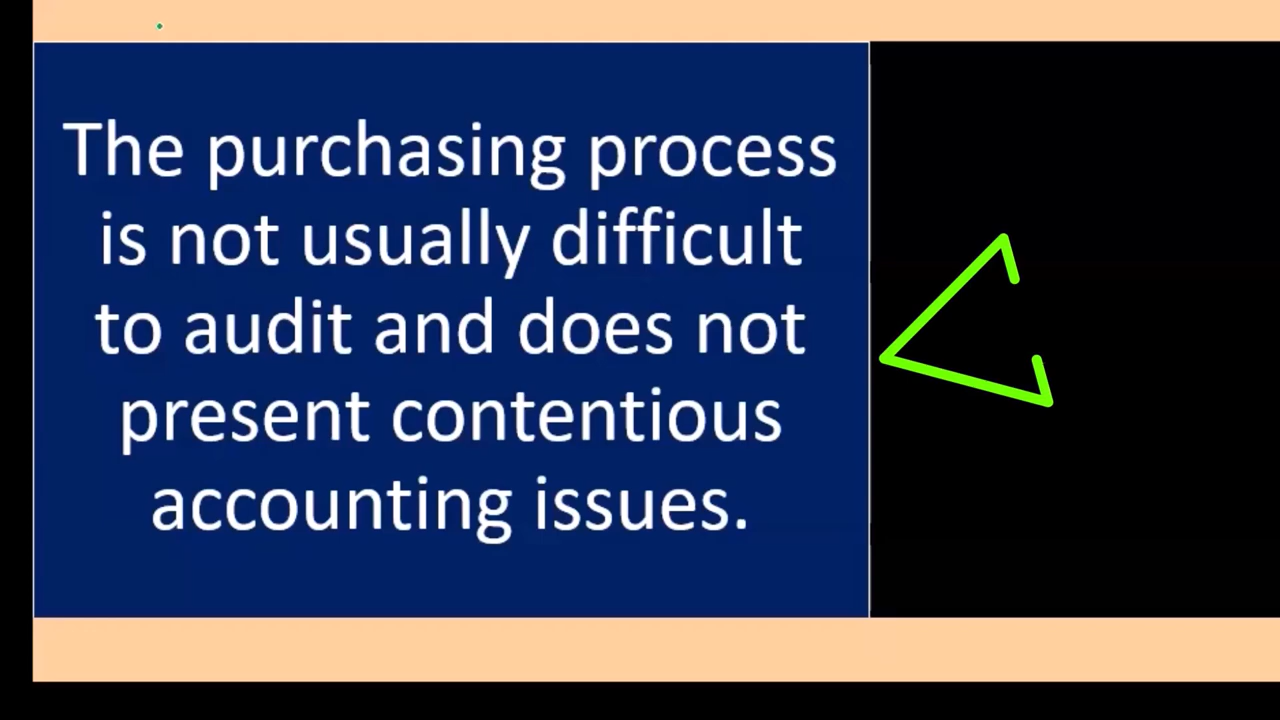 The purchasing process
is not usually difficult
to audit and does not
present contentious
accounting issues.